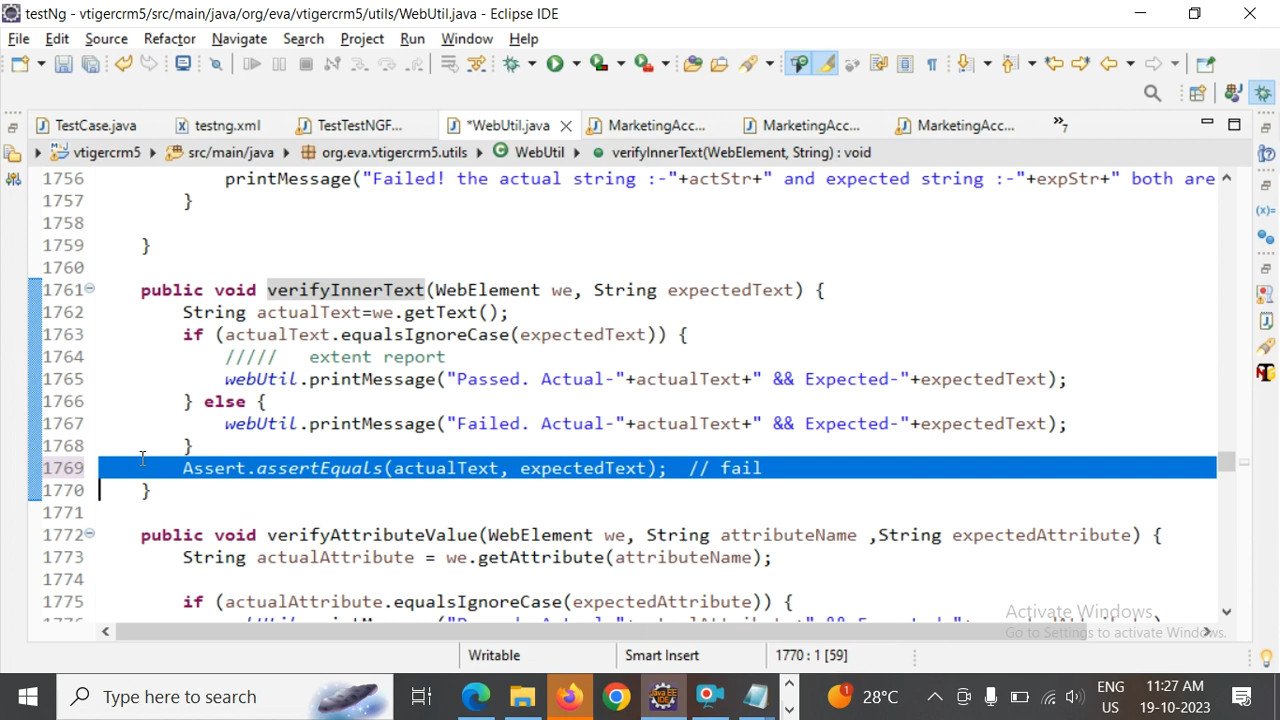 testNg - vtigercrm5/src/main/java/org/eva/vtigercrm5/utils/WebUtil.java - Eclipse IDE
File Edit Source Refactor Navigate Search Project Run Window Help
TestCase.java testng.xml TestTestNGF... *WebUtil.java MarketingAcc... MarketingAcc... MarketingAcc... »7
vtigercrm5 src/main/java org.eva.vtigercrm5.utils WebUtil verifyInnerText(WebElement, String) : void
1756 printMessage("Failed! the actual string :-"+actStr+" and expected string :-"+expStr+" both are
1757 }
1758
1759 }
1760
1761 public void verifyInnerText(WebElement we, String expectedText) {
1762 String actualText=we.getText();
1763 if (actualText.equalsIgnoreCase(expectedText)) {
1764 ///// extent report
1765 webUtil.printMessage("Passed. Actual-"+actualText+" && Expected-"+expectedText);
1766 } else {
1767 webUtil.printMessage("Failed. Actual-"+actualText+" && Expected-"+expectedText);
1768 }
1769 Assert.assertEquals(actualText, expectedText); // fail
1770 }
1771
1772 public void verifyAttributeValue(WebElement we, String attributeName ,String expectedAttribute) {
1773 String actualAttribute = we.getAttribute(attributeName);
1774
1775 if (actualAttribute.equalsIgnoreCase(expectedAttribute)) {
Activate Windows
Go to Settings to activate Windows.
Writable Smart Insert 1770 : 1 [59]
Type here to search 1 28°C ENG US 11:27 AM 19-10-2023